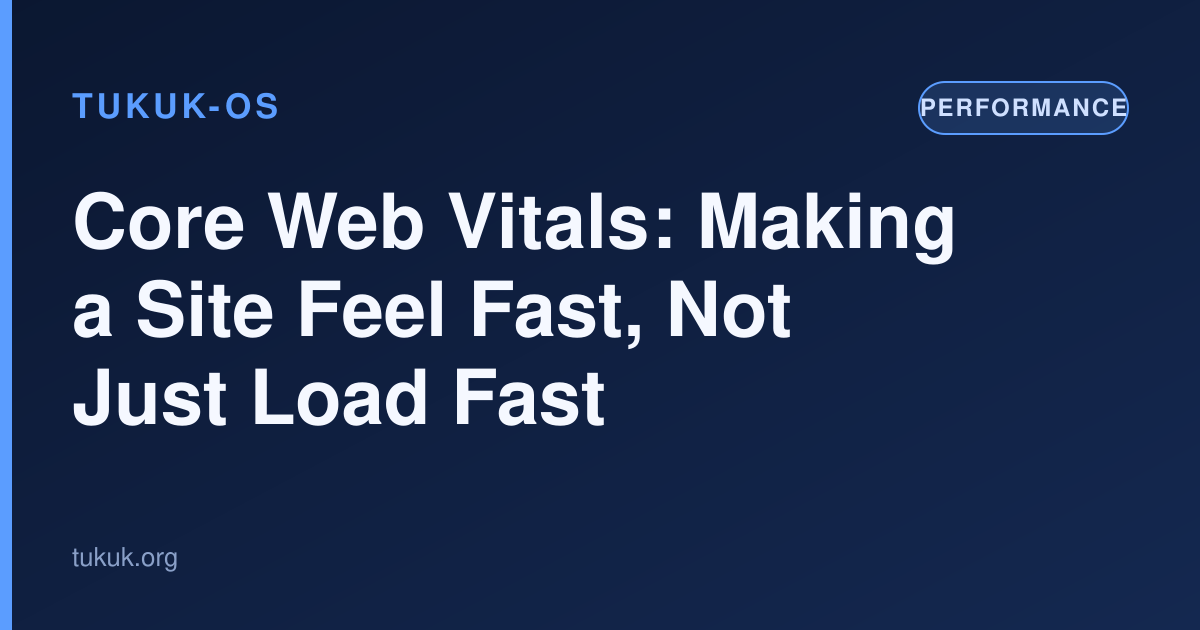 TUKUK-OS
PERFORMANCE
Core Web Vitals: Making
a Site Feel Fast, Not
Just Load Fast
tukuk.org